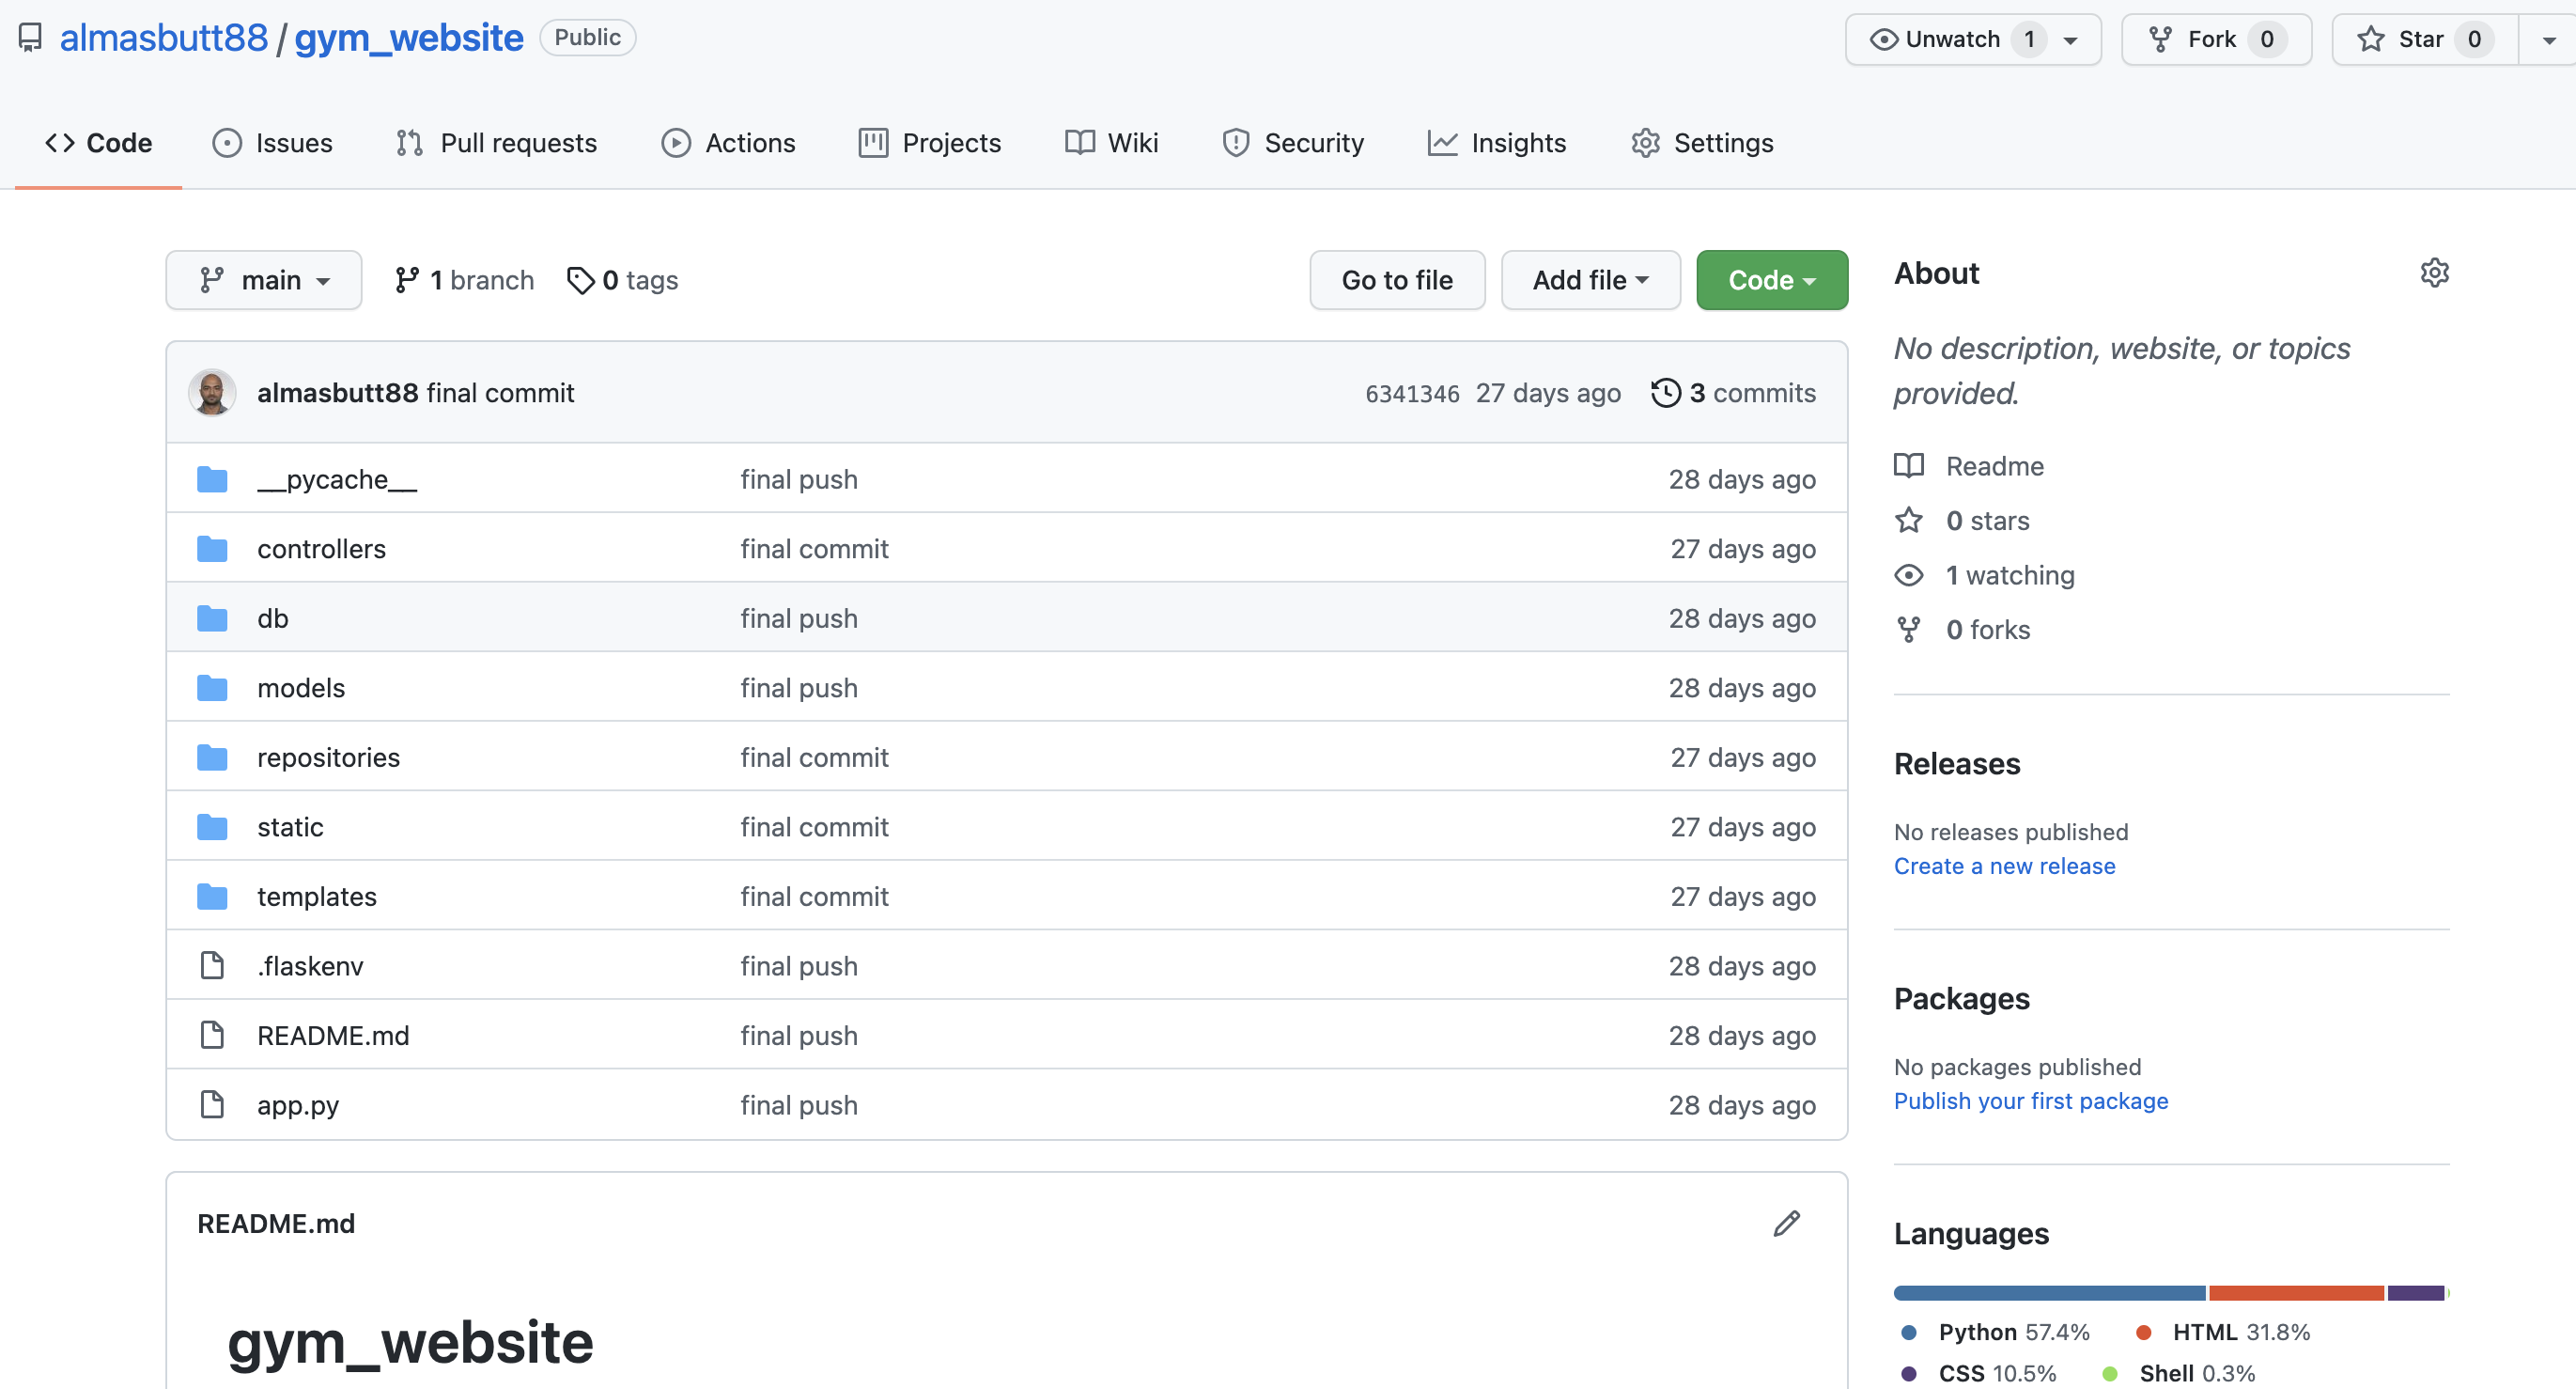 almasbutt88 / gym_website Public
Unwatch 1 Fork 0 Star 0
Code Issues Pull requests Actions Projects Wiki Security Insights Settings
main 1 branch 0 tags Go to file Add file Code
almasbutt88 final commit 6341346 27 days ago 3 commits
__pycache__ final push 28 days ago
controllers final commit 27 days ago
db final push 28 days ago
models final push 28 days ago
repositories final commit 27 days ago
static final commit 27 days ago
templates final commit 27 days ago
.flaskenv final push 28 days ago
README.md final push 28 days ago
app.py final push 28 days ago
README.md
gym_website
About
No description, website, or topics
provided.
Readme
0 stars
1 watching
0 forks
Releases
No releases published
Create a new release
Packages
No packages published
Publish your first package
Languages
Python 57.4% HTML 31.8%
CSS 10.5% Shell 0.3%